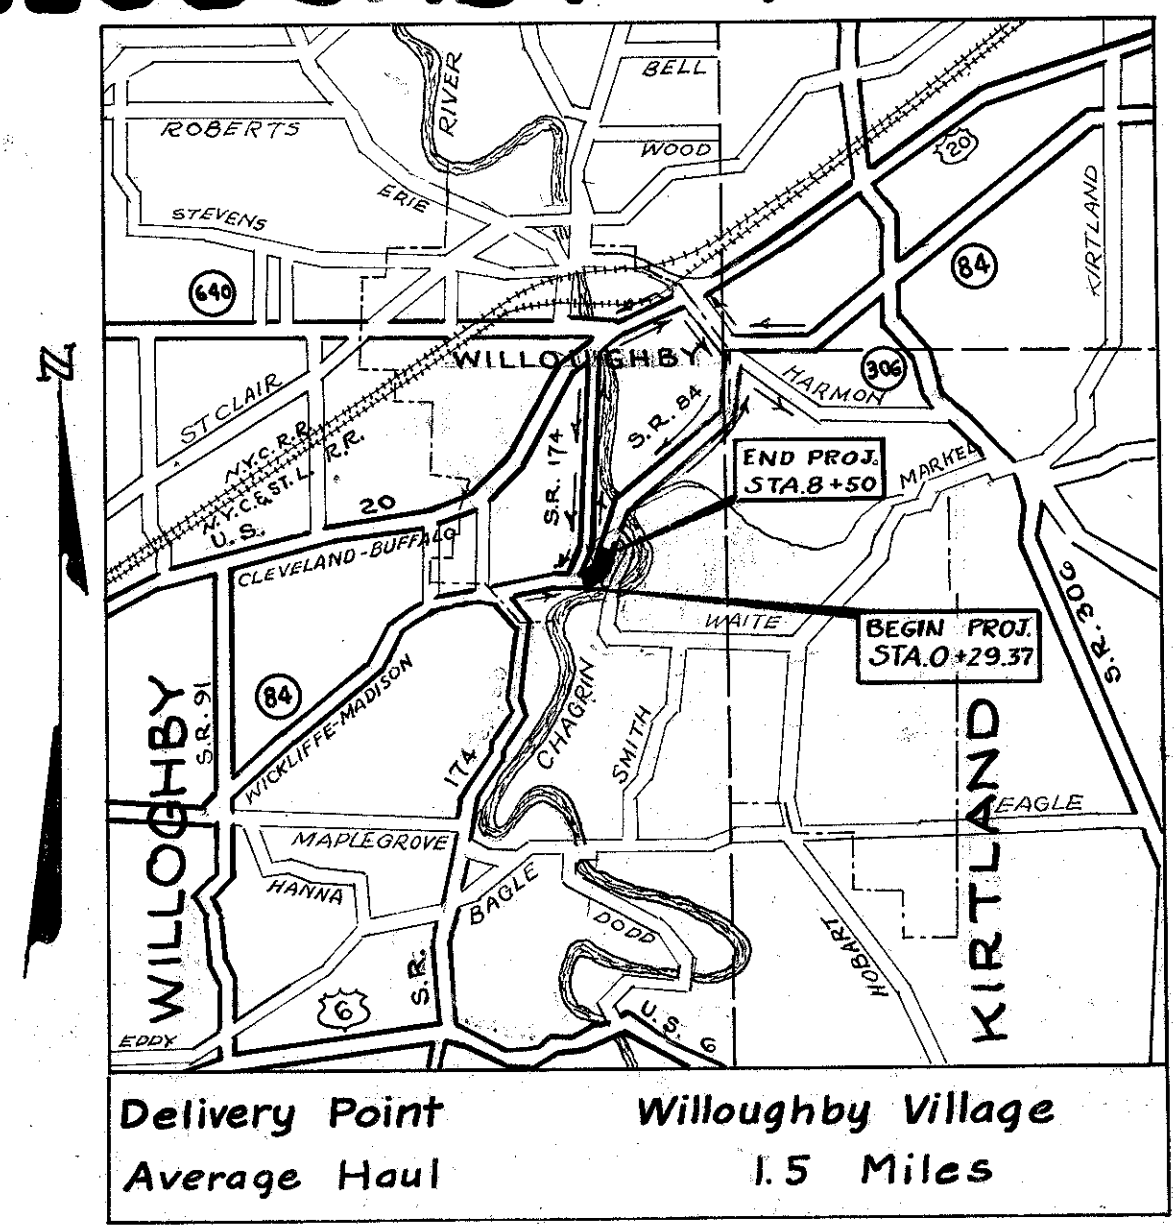 BELL
RIVER
ROBERTS
WOOD
20
ERIE
STEVENS
KIRTLAND
84
640
WILLOUGHBY
306
HARMON
ST CLAIR
S.R. 84
N.Y.C. R.R.
N.Y.C. & ST. L. R.R.
S.R. 174
END PROJ.
STA. 8+50
MARKEL
U.S. 20
CLEVELAND-BUFFALO
S.R. 306
WAITE
BEGIN PROJ.
STA. 0+29.37
WILLOGHBY
S.R. 91
84
WICKLIFFE-MADISON
CHAGRIN
SMITH
174
KIRTLAND
EAGLE
MAPLEGROVE
HANNA
BAGLE
DODD
HOBART
S.R.
6
U.S. 6
EDDY
Z
Delivery Point Willoughby Village
Average Haul 1.5 Miles